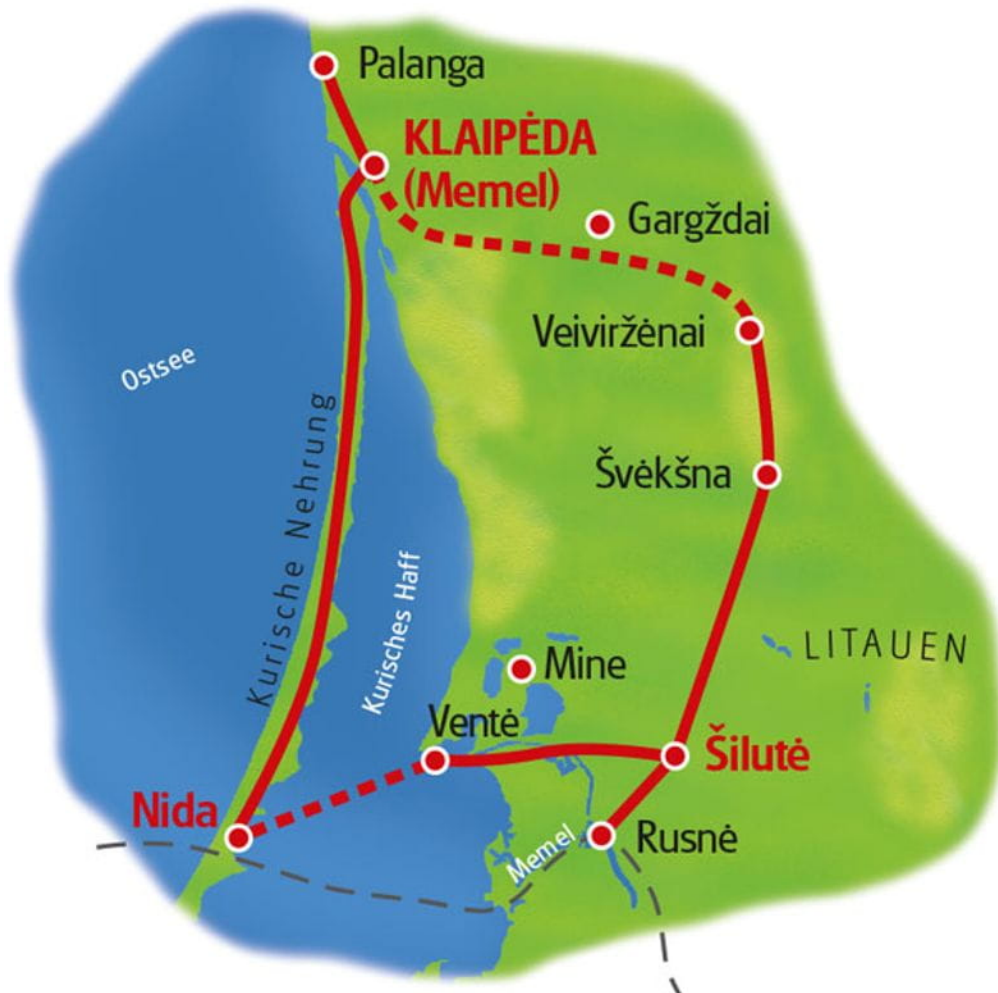 Palanga
KLAIPĖDA
(Memel)
Gargždai
Veiviržėnai
Ostsee
Kurische Nehrung
Švėkšna
Kurisches Haff
LITAUEN
Mine
Ventė
Šilutė
Nida
Rusnė
Memel